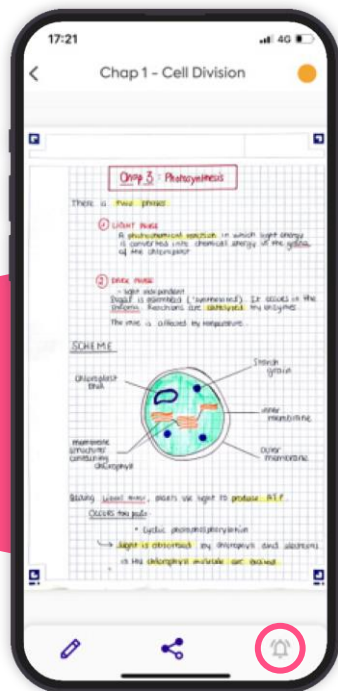 17:21
4G
Chap 1 - Cell Division
Chap 3 : Photosynthesis
There is two phases
① LIGHT PHASE
A photochemical reaction in which light energy
is converted into chemical energy in the grana
of the chloroplast
② DARK PHASE
- light independent
Sugar is assembled ("synthesised"). It occurs in the
stroma. Reactions are catalysed by enzymes.
The rate is affected by temperature.
SCHEME
Starch
grain
Chloroplast
DNA
inner
membrane
membrane
structures
containing
chlorophyll
outer
membrane
During light phase, plants use light to produce ATP.
Occurs two paths
• Cyclic photophosphorylation
↳ Light is absorbed by chlorophyll and electrons
in the chlorophyll molecule are excited.